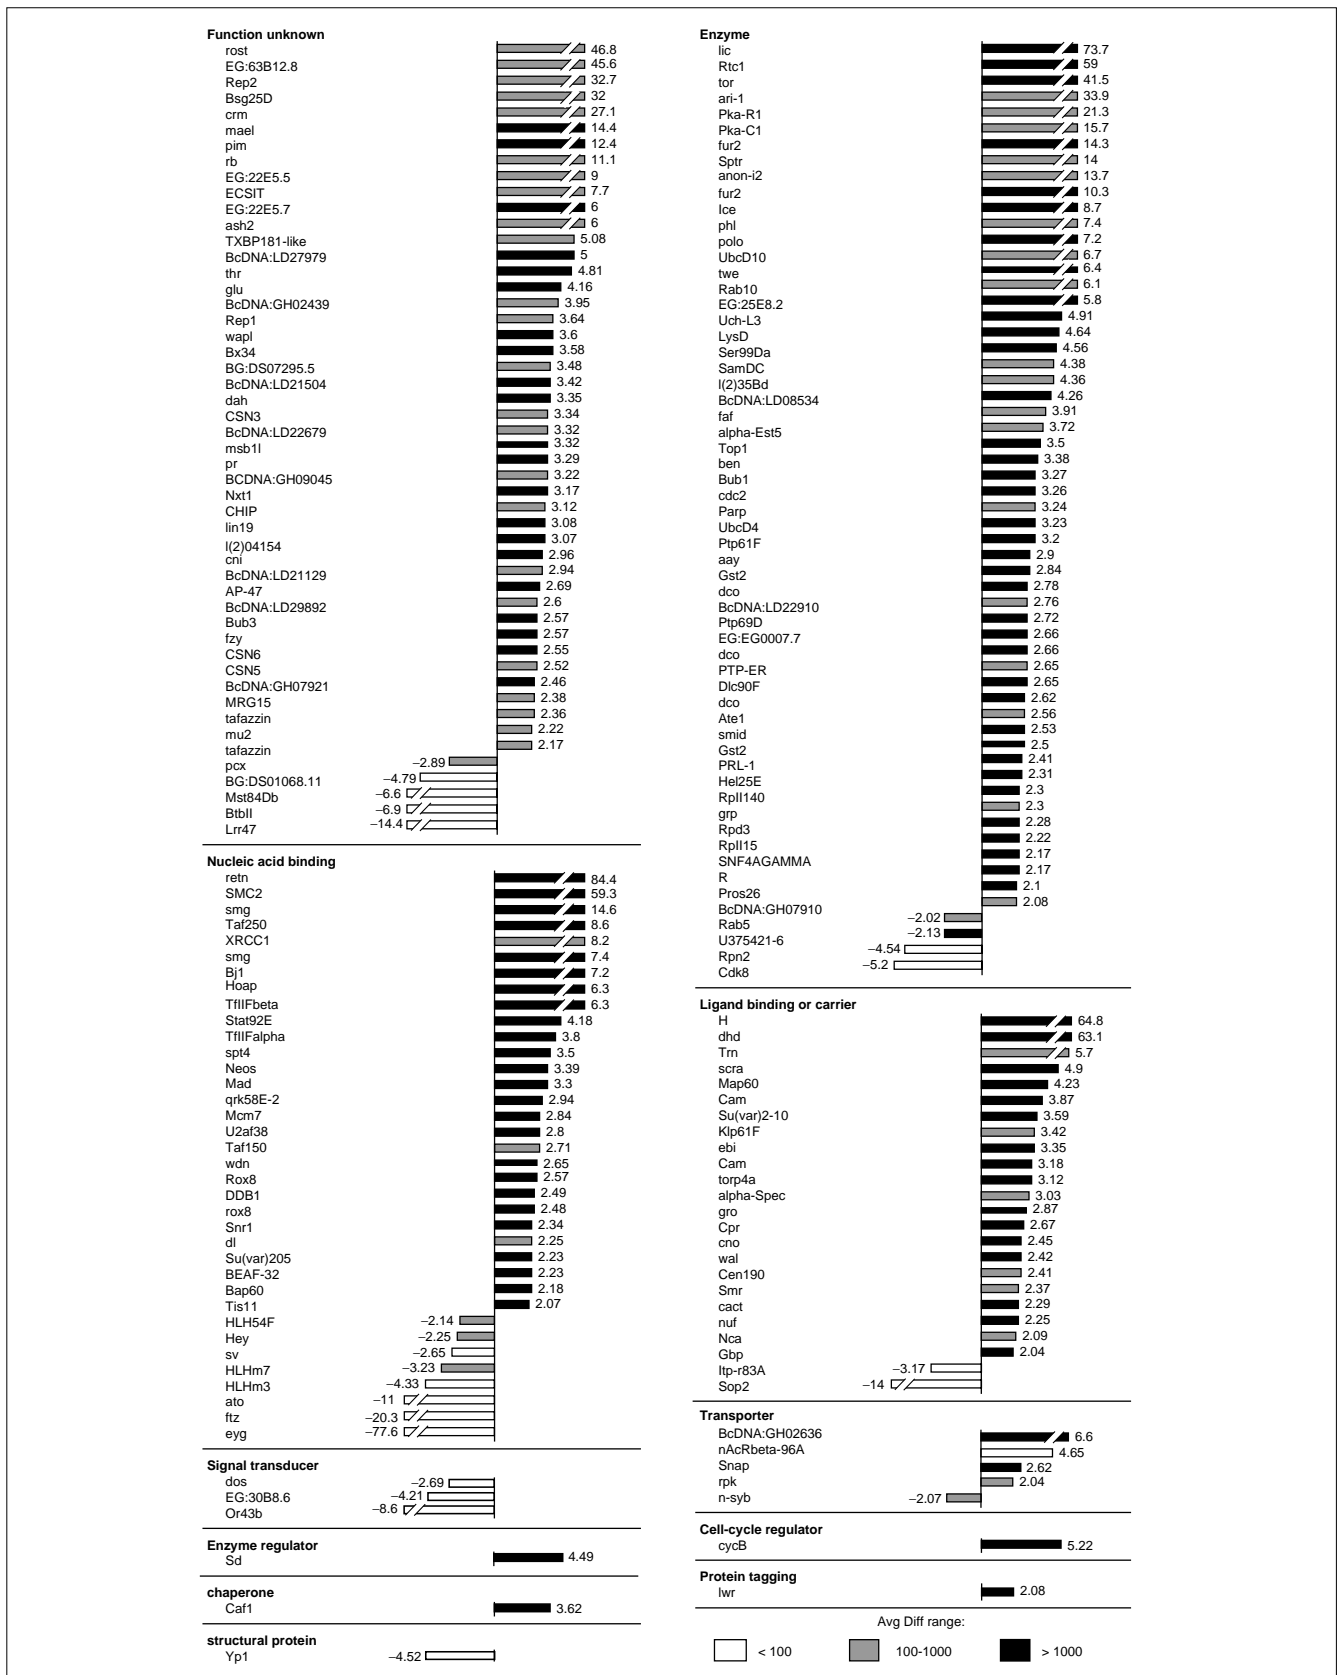 Function unknown
rost 46.8
EG:63B12.8 45.6
Rep2 32.7
Bsg25D 32
crm 27.1
mael 14.4
pim 12.4
rb 11.1
EG:22E5.5 9
ECSIT 7.7
EG:22E5.7 6
ash2 6
TXBP181-like 5.08
BcDNA:LD27979 5
thr 4.81
glu 4.16
BcDNA:GH02439 3.95
Rep1 3.64
wapl 3.6
Bx34 3.58
BG:DS07295.5 3.48
BcDNA:LD21504 3.42
dah 3.35
CSN3 3.34
BcDNA:LD22679 3.32
msb1l 3.32
pr 3.29
BCDNA:GH09045 3.22
Nxt1 3.17
CHIP 3.12
lin19 3.08
l(2)04154 3.07
cni 2.96
BcDNA:LD21129 2.94
AP-47 2.69
BcDNA:LD29892 2.6
Bub3 2.57
fzy 2.57
CSN6 2.55
CSN5 2.52
BcDNA:GH07921 2.46
MRG15 2.38
tafazzin 2.36
mu2 2.22
tafazzin 2.17
pcx −2.89
BG:DS01068.11 −4.79
Mst84Db −6.6
BtbII −6.9
Lrr47 −14.4
Nucleic acid binding
retn 84.4
SMC2 59.3
smg 14.6
Taf250 8.6
XRCC1 8.2
smg 7.4
Bj1 7.2
Hoap 6.3
TfIIFbeta 6.3
Stat92E 4.18
TfIIFalpha 3.8
spt4 3.5
Neos 3.39
Mad 3.3
qrk58E-2 2.94
Mcm7 2.84
U2af38 2.8
Taf150 2.71
wdn 2.65
Rox8 2.57
DDB1 2.49
rox8 2.48
Snr1 2.34
dl 2.25
Su(var)205 2.23
BEAF-32 2.23
Bap60 2.18
Tis11 2.07
HLH54F −2.14
Hey −2.25
sv −2.65
HLHm7 −3.23
HLHm3 −4.33
ato −11
ftz −20.3
eyg −77.6
Signal transducer
dos −2.69
EG:30B8.6 −4.21
Or43b −8.6
Enzyme regulator
Sd 4.49
chaperone
Caf1 3.62
structural protein
Yp1 −4.52
Enzyme
lic 73.7
Rtc1 59
tor 41.5
ari-1 33.9
Pka-R1 21.3
Pka-C1 15.7
fur2 14.3
Sptr 14
anon-i2 13.7
fur2 10.3
Ice 8.7
phl 7.4
polo 7.2
UbcD10 6.7
twe 6.4
Rab10 6.1
EG:25E8.2 5.8
Uch-L3 4.91
LysD 4.64
Ser99Da 4.56
SamDC 4.38
l(2)35Bd 4.36
BcDNA:LD08534 4.26
faf 3.91
alpha-Est5 3.72
Top1 3.5
ben 3.38
Bub1 3.27
cdc2 3.26
Parp 3.24
UbcD4 3.23
Ptp61F 3.2
aay 2.9
Gst2 2.84
dco 2.78
BcDNA:LD22910 2.76
Ptp69D 2.72
EG:EG0007.7 2.66
dco 2.66
PTP-ER 2.65
Dlc90F 2.65
dco 2.62
Ate1 2.56
smid 2.53
Gst2 2.5
PRL-1 2.41
Hel25E 2.31
RpII140 2.3
grp 2.3
Rpd3 2.28
RpII15 2.22
SNF4AGAMMA 2.17
R 2.17
Pros26 2.1
BcDNA:GH07910 2.08
Rab5 −2.02
U375421-6 −2.13
Rpn2 −4.54
Cdk8 −5.2
Ligand binding or carrier
H 64.8
dhd 63.1
Trn 5.7
scra 4.9
Map60 4.23
Cam 3.87
Su(var)2-10 3.59
Klp61F 3.42
ebi 3.35
Cam 3.18
torp4a 3.12
alpha-Spec 3.03
gro 2.87
Cpr 2.67
cno 2.45
wal 2.42
Cen190 2.41
Smr 2.37
cact 2.29
nuf 2.25
Nca 2.09
Gbp 2.04
Itp-r83A −3.17
Sop2 −14
Transporter
BcDNA:GH02636 6.6
nAcRbeta-96A 4.65
Snap 2.62
rpk 2.04
n-syb −2.07
Cell-cycle regulator
cycB 5.22
Protein tagging
lwr 2.08
Avg Diff range:
< 100 100-1000 > 1000